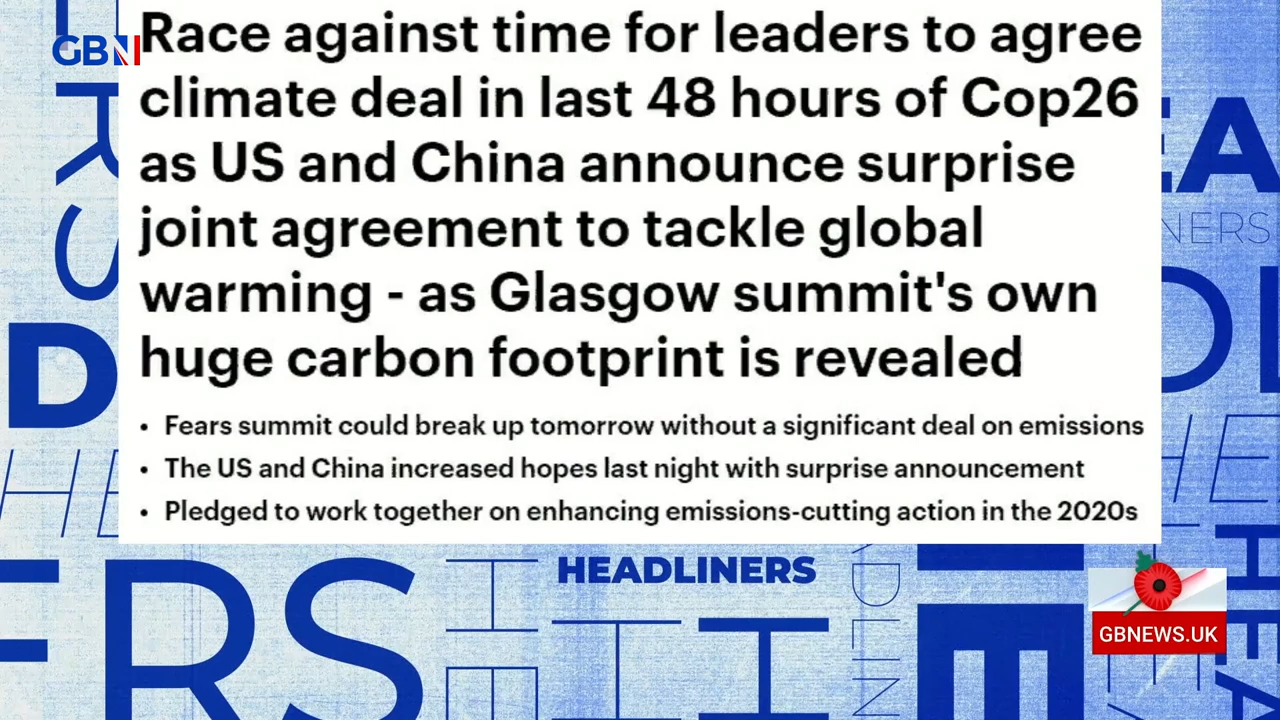 GBN
Race against time for leaders to agree
climate deal in last 48 hours of Cop26
as US and China announce surprise
joint agreement to tackle global
warming - as Glasgow summit's own
huge carbon footprint is revealed
• Fears summit could break up tomorrow without a significant deal on emissions
• The US and China increased hopes last night with surprise announcement
• Pledged to work together on enhancing emissions-cutting action in the 2020s
HEADLINERS
GBNEWS.UK